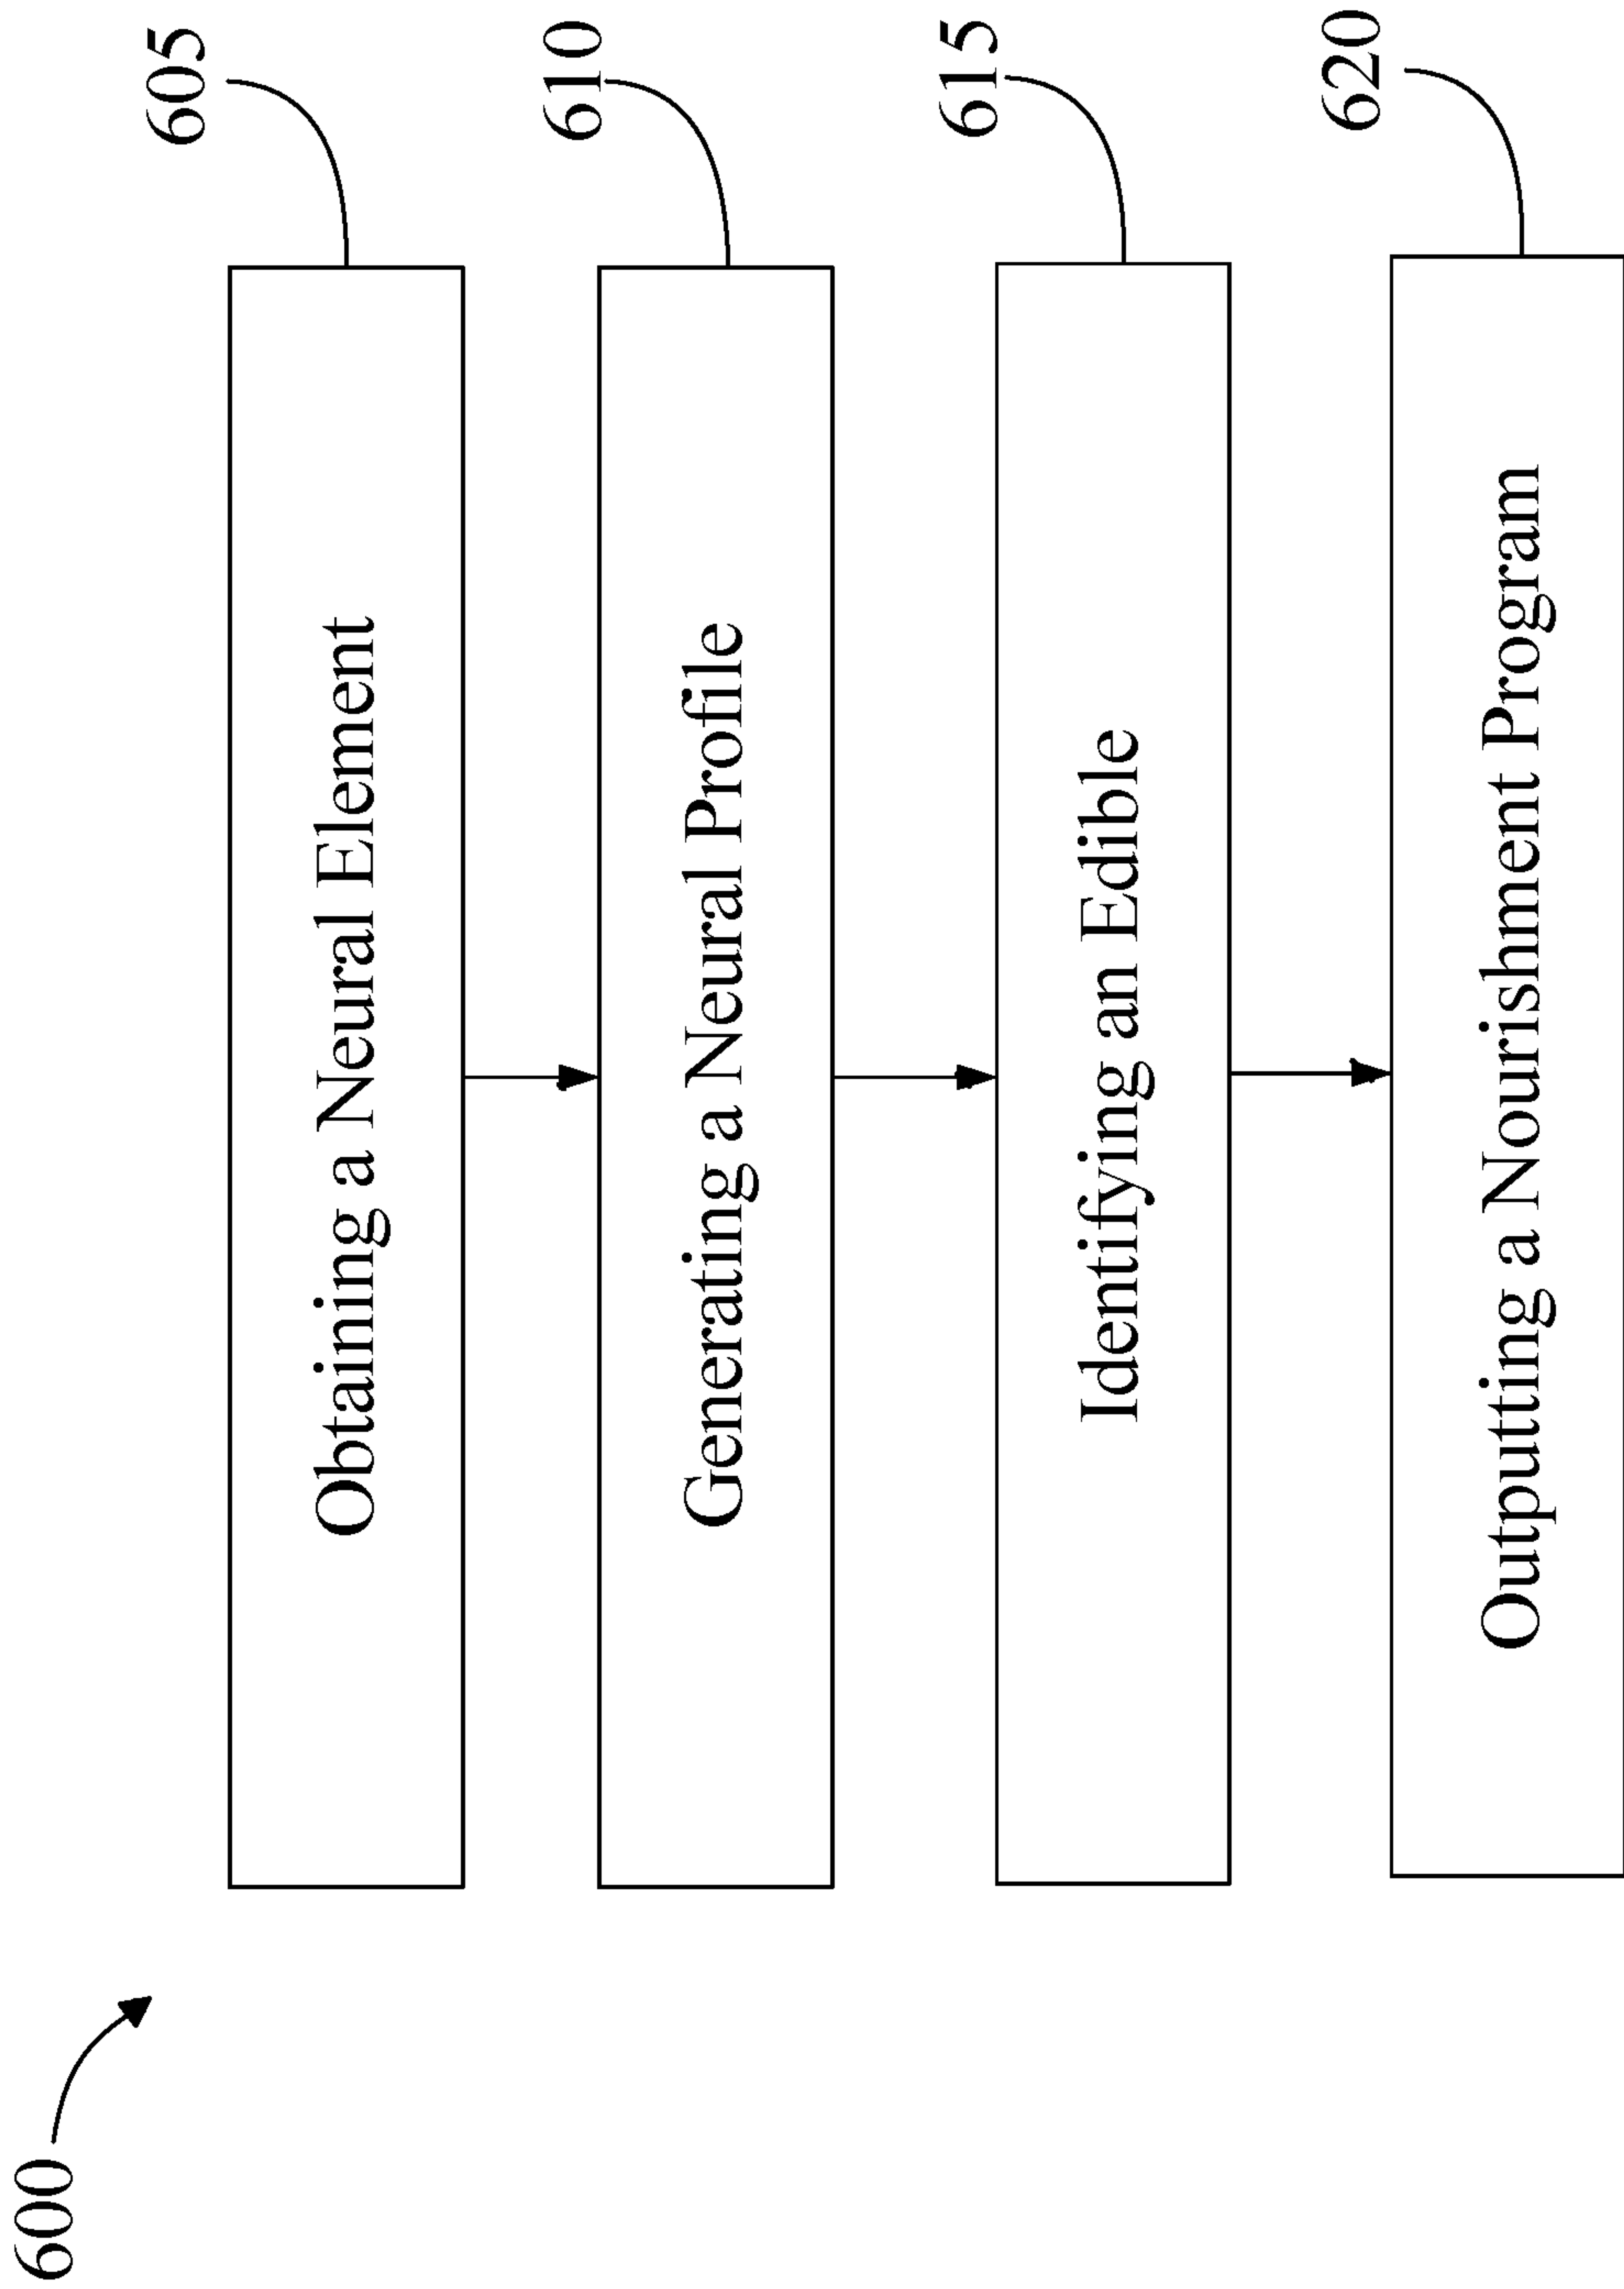 600
605
Obtaining a Neural Element
610
Generating a Neural Profile
615
Identifying an Edible
620
Outputting a Nourishment Program